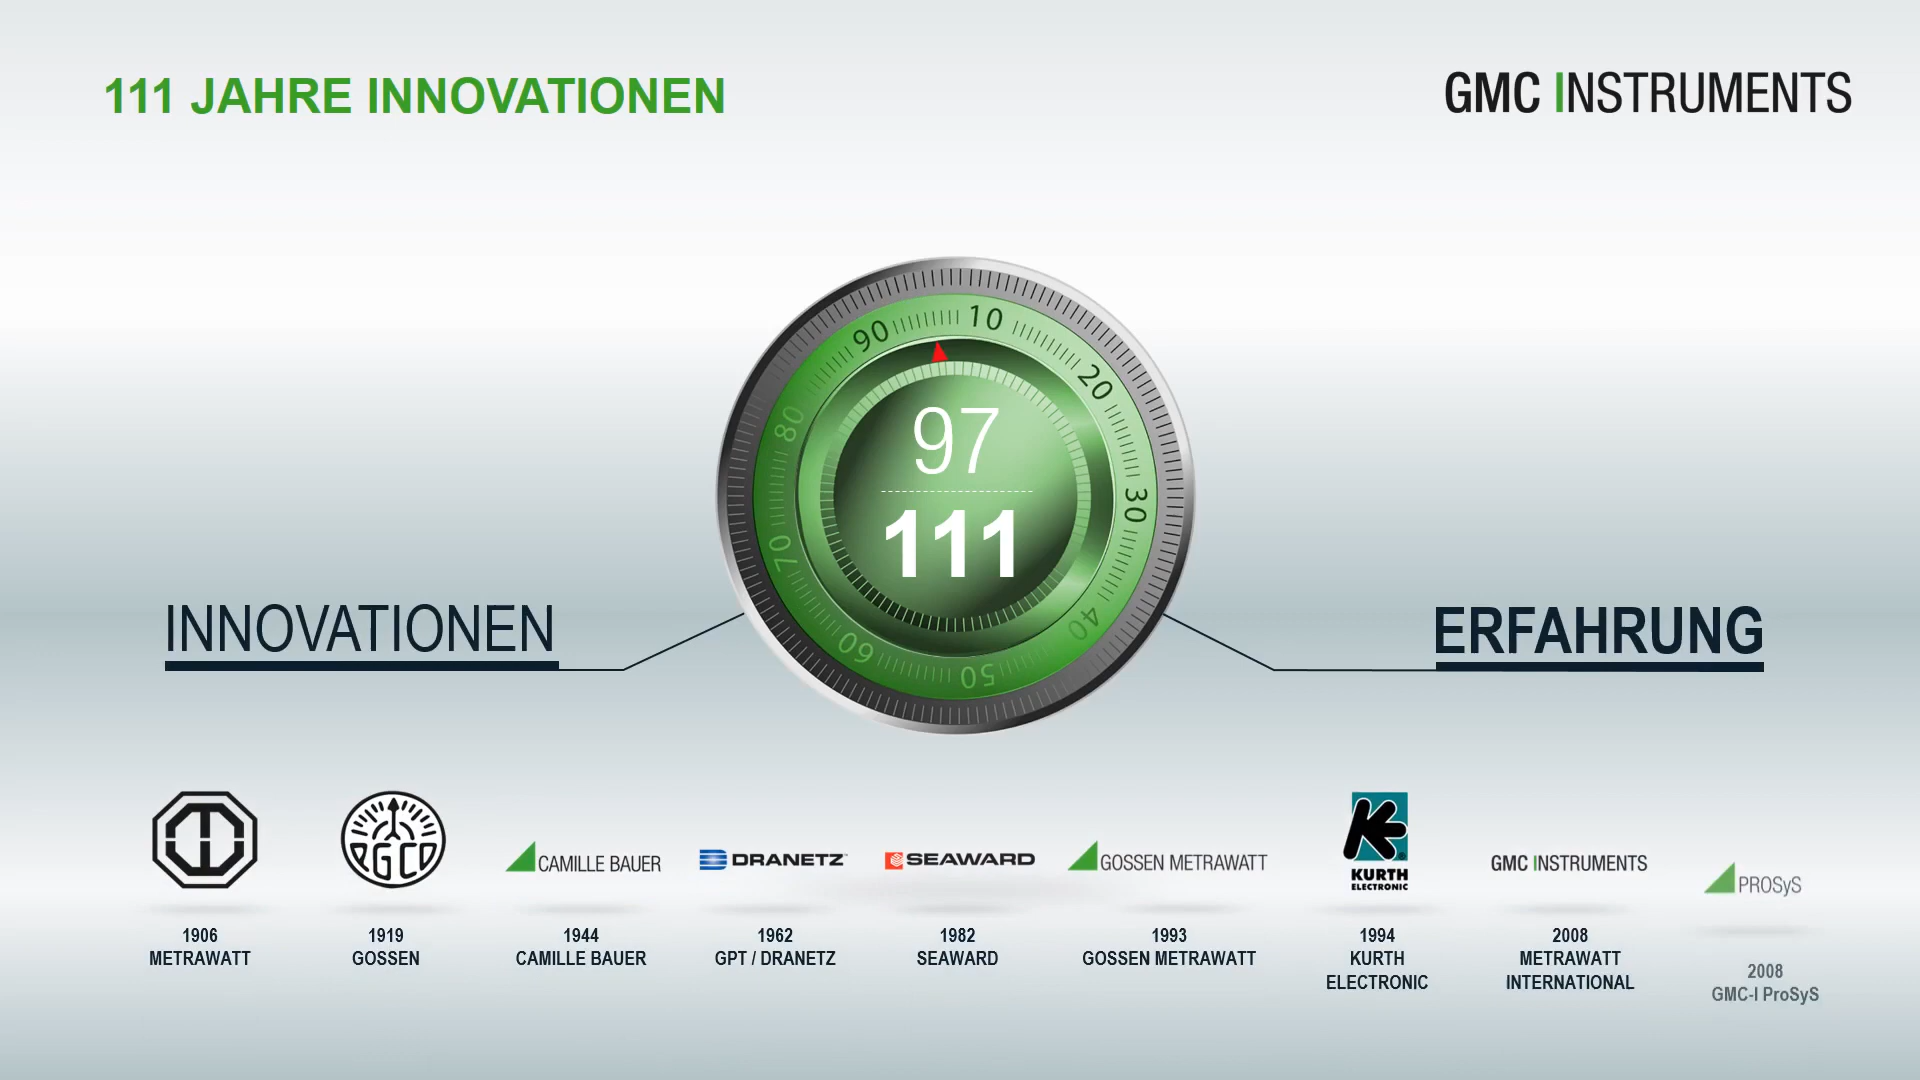 111 JAHRE INNOVATIONEN
GMC INSTRUMENTS
10
20
30
40
50
60
70
80
90
97
111
INNOVATIONEN
ERFAHRUNG
CAMILLE BAUER
DRANETZ
SEAWARD
GOSSEN METRAWATT
KURTH
ELECTRONIC
GMC INSTRUMENTS
PROSyS
1906
METRAWATT
1919
GOSSEN
1944
CAMILLE BAUER
1962
GPT / DRANETZ
1982
SEAWARD
1993
GOSSEN METRAWATT
1994
KURTH
ELECTRONIC
2008
METRAWATT
INTERNATIONAL
2008
GMC-I ProSyS